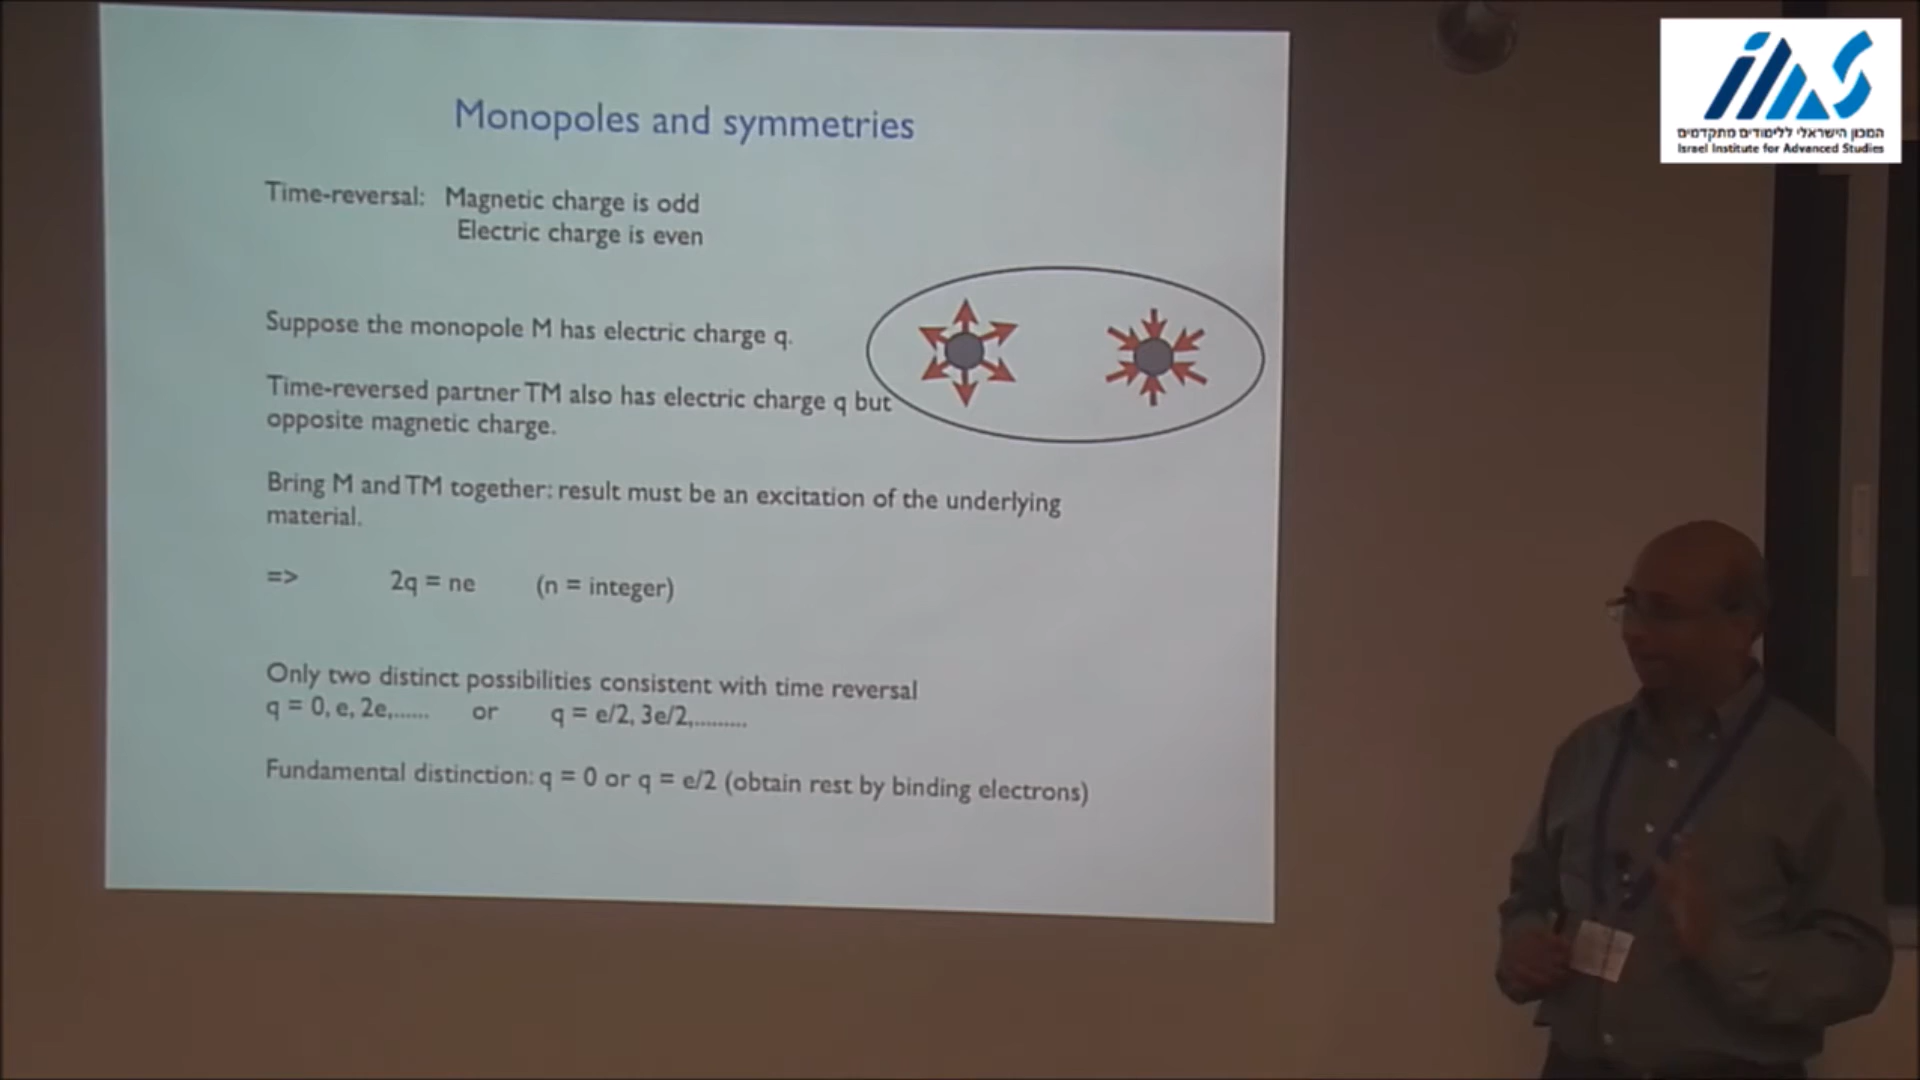 Monopoles and symmetries
Time-reversal: Magnetic charge is odd
Electric charge is even
Suppose the monopole M has electric charge q.
Time-reversed partner TM also has electric charge q but
opposite magnetic charge.
Bring M and TM together: result must be an excitation of the underlying
material.
=> 2q = ne (n = integer)
Only two distinct possibilities consistent with time reversal
q = 0, e, 2e,...... or q = e/2, 3e/2,.........
Fundamental distinction: q = 0 or q = e/2 (obtain rest by binding electrons)
iias
המכון הישראלי ללימודים מתקדמים
Israel Institute for Advanced Studies